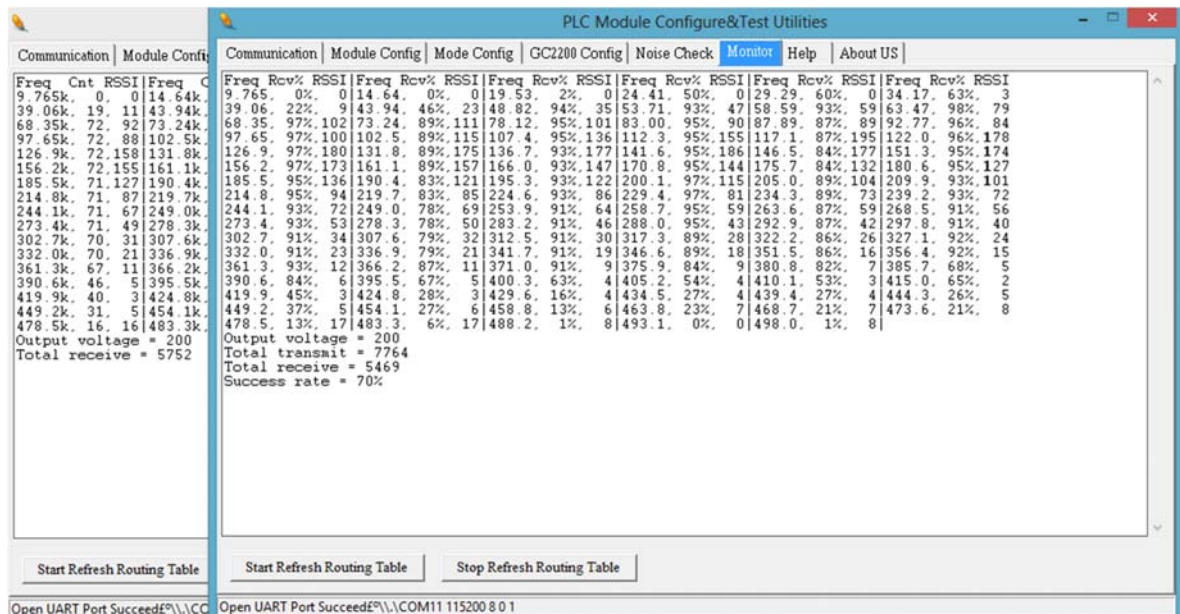 PLC Module Configure&Test Utilities
Communication Module Config Mode Config GC2200 Config Noise Check Monitor Help About US
Freq Rcv% RSSI|Freq Rcv% RSSI|Freq Rcv% RSSI|Freq Rcv% RSSI|Freq Rcv% RSSI|Freq Rcv% RSSI
9.765, 0%, 0|14.64, 0%, 0|19.53, 2%, 0|24.41, 50%, 0|29.29, 60%, 0|34.17, 63%, 3
39.06, 22%, 9|43.94, 46%, 23|48.82, 94%, 35|53.71, 93%, 47|58.59, 93%, 59|63.47, 98%, 79
68.35, 97%,102|73.24, 89%,111|78.12, 95%,101|83.00, 95%, 90|87.89, 87%, 89|92.77, 96%, 84
97.65, 97%,100|102.5, 89%,115|107.4, 95%,136|112.3, 95%,155|117.1, 87%,195|122.0, 96%,178
126.9, 97%,180|131.8, 89%,175|136.7, 93%,177|141.6, 95%,186|146.5, 84%,177|151.3, 95%,174
156.2, 97%,173|161.1, 89%,157|166.0, 93%,147|170.8, 95%,144|175.7, 84%,132|180.6, 95%,127
185.5, 95%,136|190.4, 83%,121|195.3, 93%,122|200.1, 97%,115|205.0, 89%,104|209.9, 93%,101
214.8, 95%, 94|219.7, 83%, 85|224.6, 93%, 86|229.4, 97%, 81|234.3, 89%, 73|239.2, 93%, 72
244.1, 93%, 72|249.0, 78%, 69|253.9, 91%, 64|258.7, 95%, 59|263.6, 87%, 59|268.5, 91%, 56
273.4, 93%, 53|278.3, 78%, 50|283.2, 91%, 46|288.0, 95%, 43|292.9, 87%, 42|297.8, 91%, 40
302.7, 91%, 34|307.6, 79%, 32|312.5, 91%, 30|317.3, 89%, 28|322.2, 86%, 26|327.1, 92%, 24
332.0, 91%, 23|336.9, 79%, 21|341.7, 91%, 19|346.6, 89%, 18|351.5, 86%, 16|356.4, 92%, 15
361.3, 93%, 12|366.2, 87%, 11|371.0, 91%, 9|375.9, 84%, 9|380.8, 82%, 7|385.7, 68%, 5
390.6, 84%, 6|395.5, 67%, 5|400.3, 63%, 4|405.2, 54%, 4|410.1, 53%, 3|415.0, 65%, 2
419.9, 45%, 3|424.8, 28%, 3|429.6, 16%, 4|434.5, 27%, 4|439.4, 27%, 4|444.3, 26%, 5
449.2, 37%, 5|454.1, 27%, 6|458.8, 13%, 6|463.8, 23%, 7|468.7, 21%, 7|473.6, 21%, 8
478.5, 13%, 17|483.3, 6%, 17|488.2, 1%, 8|493.1, 0%, 0|498.0, 1%, 8|
Output voltage = 200
Total transmit = 7764
Total receive = 5469
Success rate = 70%
Start Refresh Routing Table Stop Refresh Routing Table
Open UART Port Succeed£º\\.\COM11 115200 8 0 1
Communication Module Config
Freq Cnt RSSI|Freq C
9.765k, 0, 0|14.64k,
39.06k, 19, 11|43.94k,
68.35k, 72, 92|73.24k,
97.65k, 72, 88|102.5k,
126.9k, 72,158|131.8k,
156.2k, 72,155|161.1k,
185.5k, 71,127|190.4k,
214.8k, 71, 87|219.7k,
244.1k, 71, 67|249.0k,
273.4k, 71, 49|278.3k,
302.7k, 70, 31|307.6k,
332.0k, 70, 21|336.9k,
361.3k, 67, 11|366.2k,
390.6k, 46, 5|395.5k,
419.9k, 40, 3|424.8k,
449.2k, 31, 5|454.1k,
478.5k, 16, 16|483.3k,
Output voltage = 200
Total receive = 5752
Start Refresh Routing Table
Open UART Port Succeed£º\\.\CO